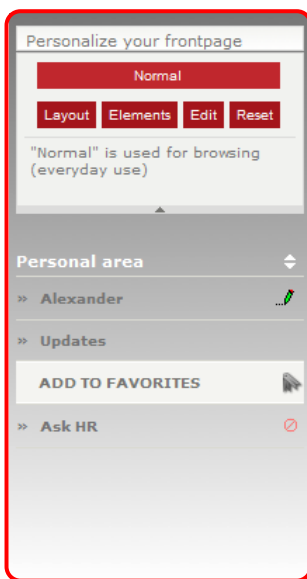 Personalize your frontpage
Normal
Layout Elements Edit Reset
"Normal" is used for browsing
(everyday use)
Personal area
» Alexander
» Updates
ADD TO FAVORITES
» Ask HR